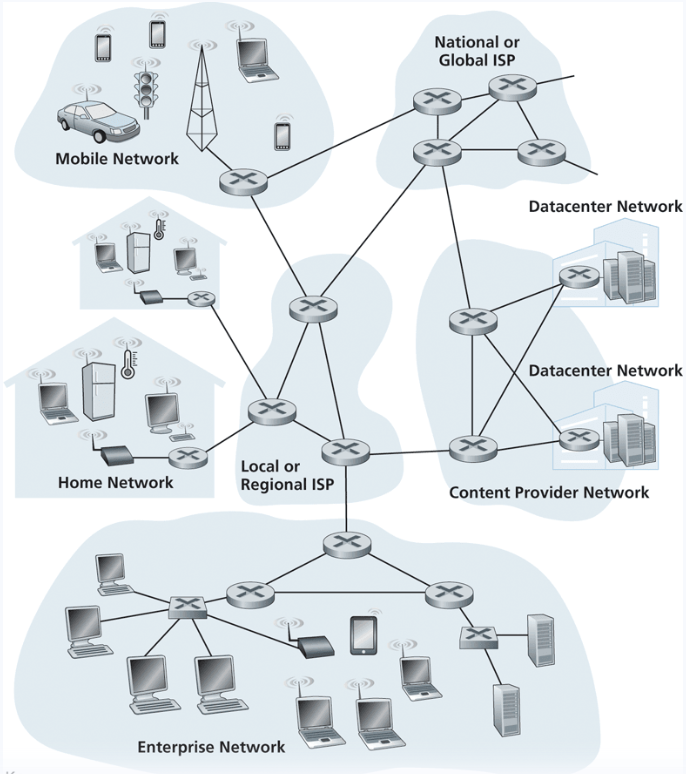 National or
Global ISP
Mobile Network
Datacenter Network
Datacenter Network
Local or
Regional ISP
Home Network
Content Provider Network
Enterprise Network